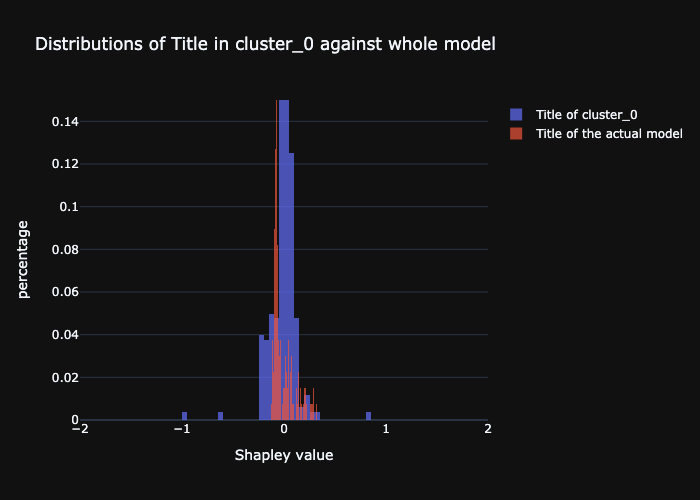 Distributions of Title in cluster_0 against whole model
Title of cluster_0
Title of the actual model
percentage
0.14
0.12
0.1
0.08
0.06
0.04
0.02
0
−2
−1
0
1
2
Shapley value